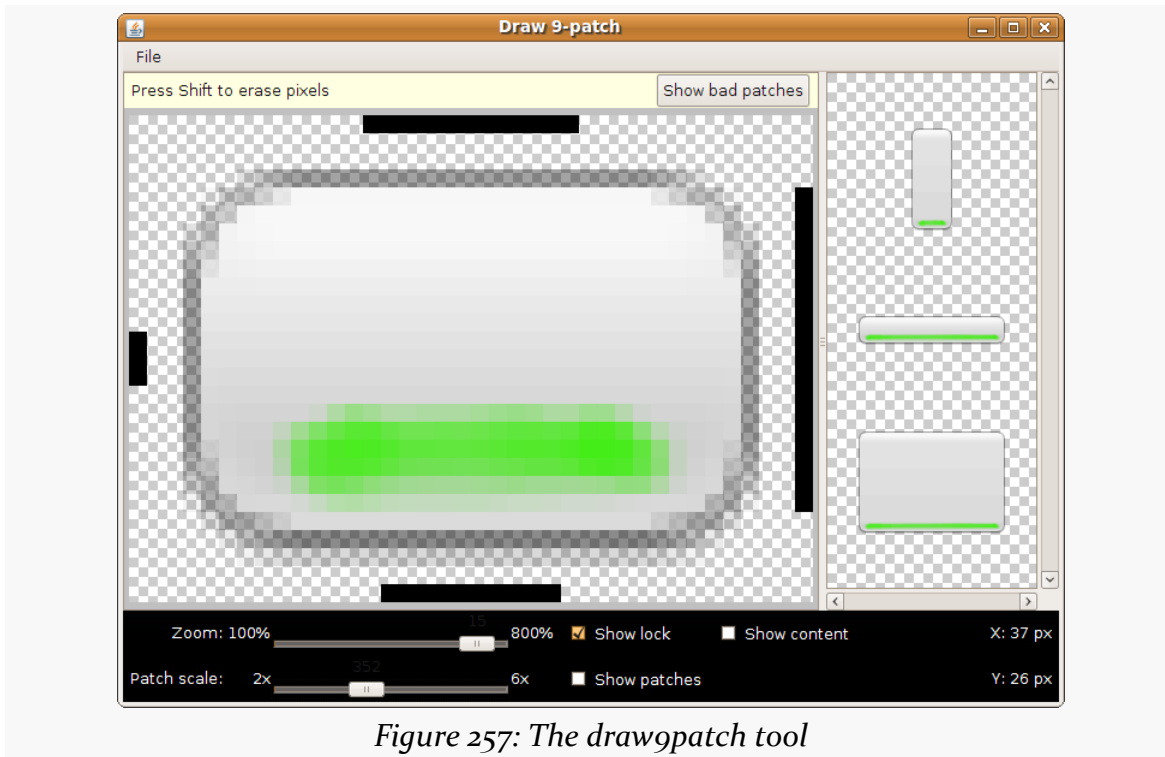 Draw 9-patch
File
Press Shift to erase pixels
Show bad patches
15
Zoom: 100%
800%
Show lock
Show content
X: 37 px
352
Patch scale: 2x
6x
Show patches
Y: 26 px
Figure 257: The draw9patch tool